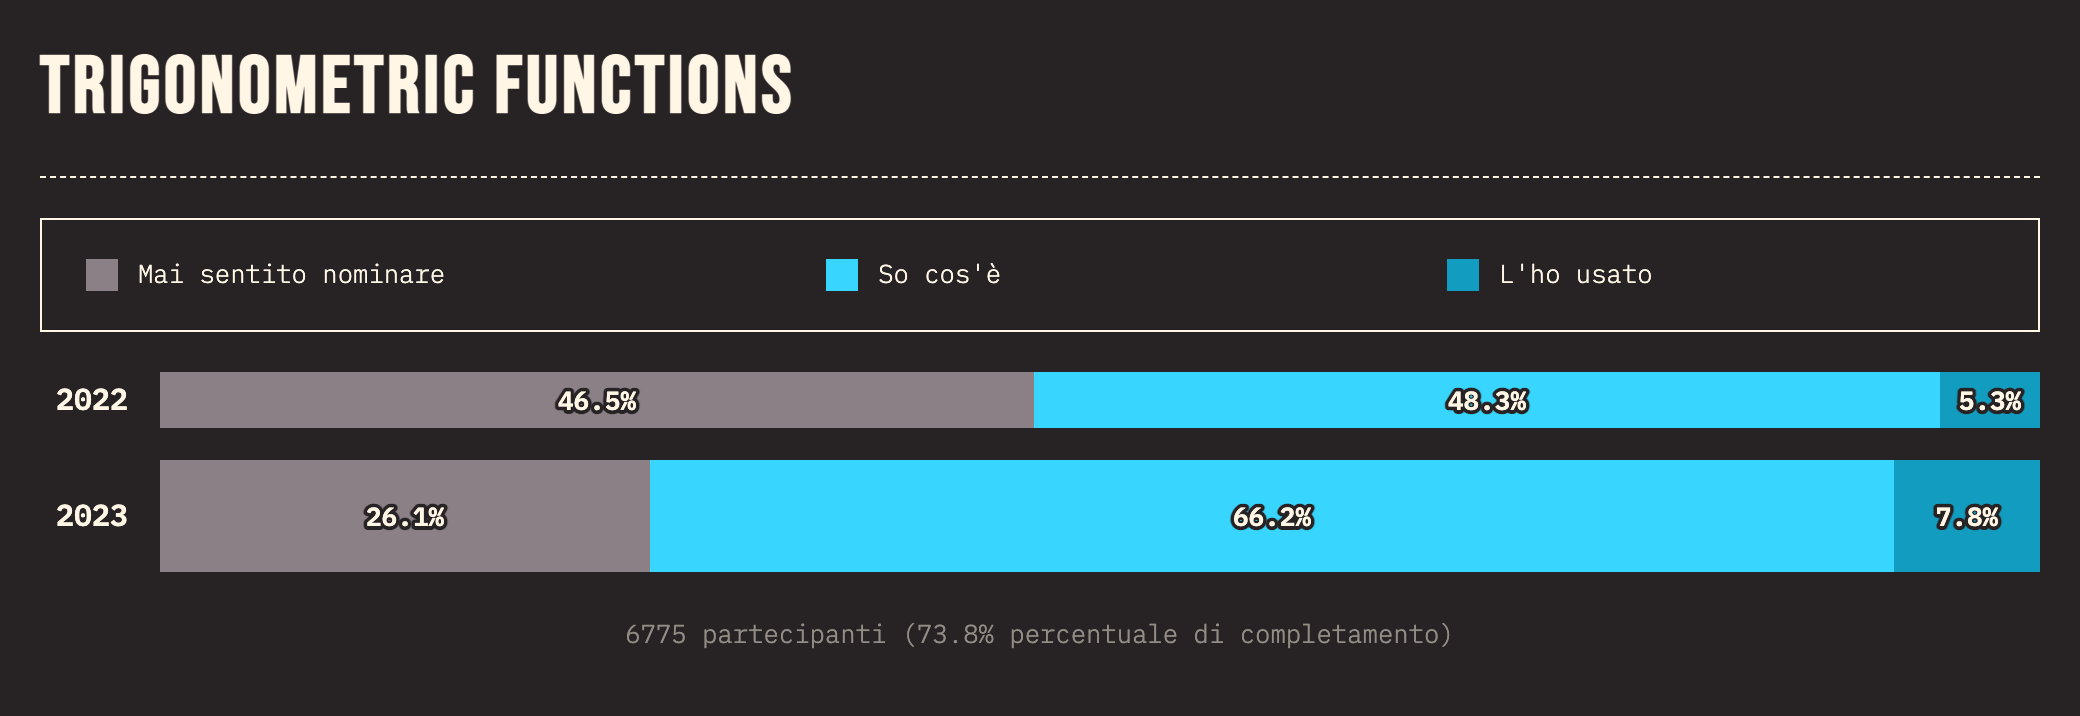 TRIGONOMETRIC FUNCTIONS
Mai sentito nominare So cos'è L'ho usato
2022 46.5% 48.3% 5.3%
2023 26.1% 66.2% 7.8%
6775 partecipanti (73.8% percentuale di completamento)